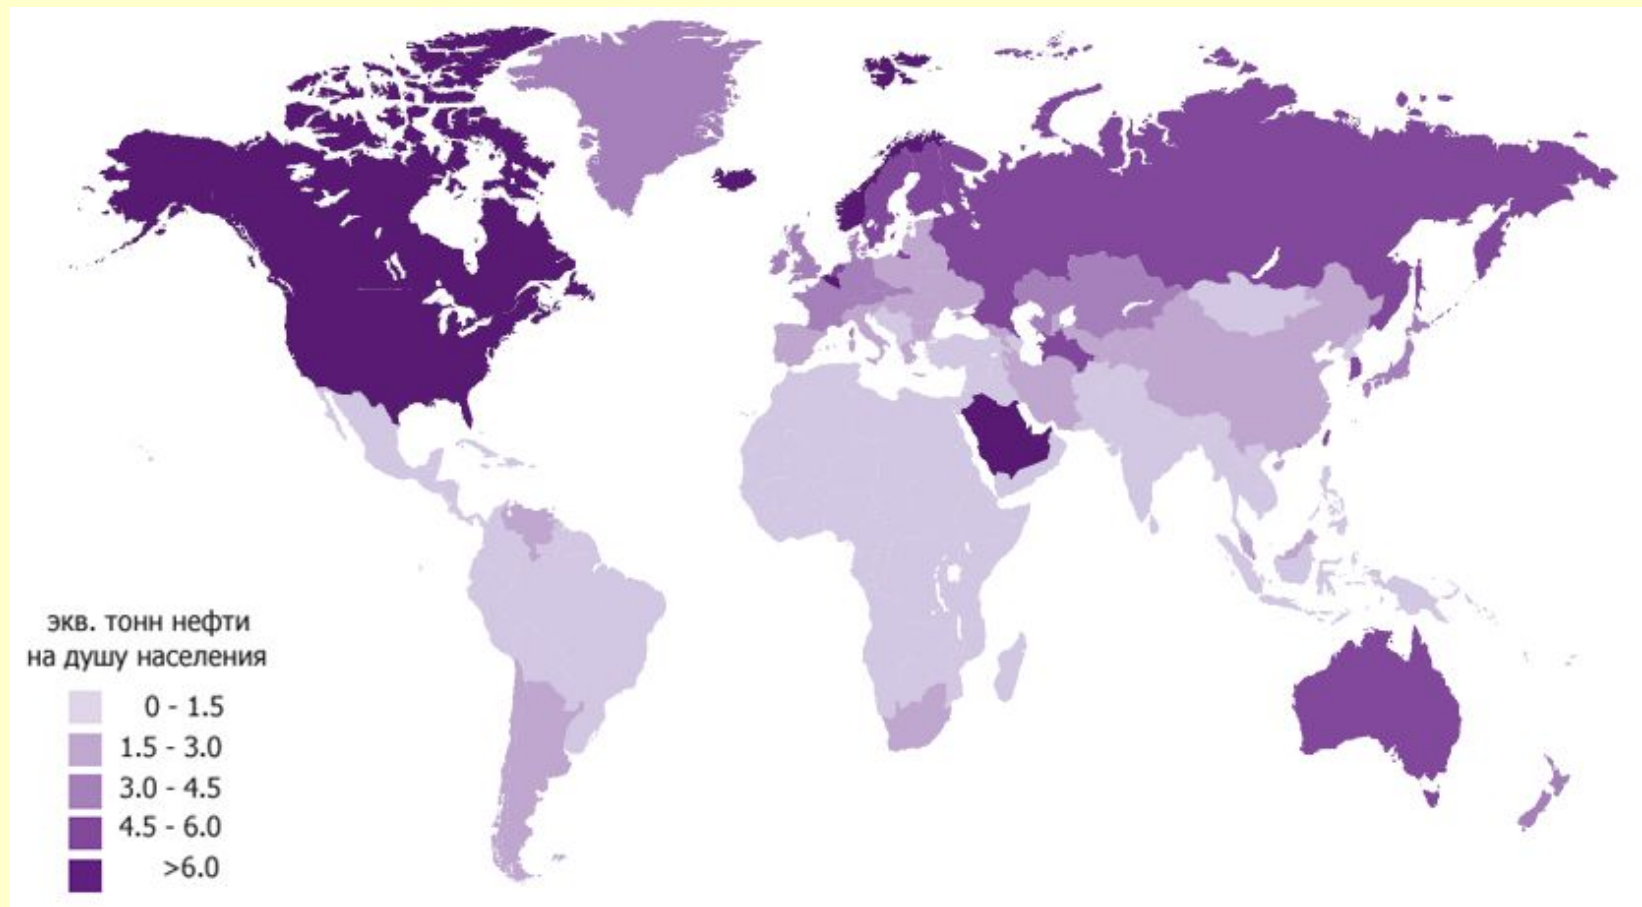 экв. тонн нефти
на душу населения
0 - 1.5
1.5 - 3.0
3.0 - 4.5
4.5 - 6.0
>6.0